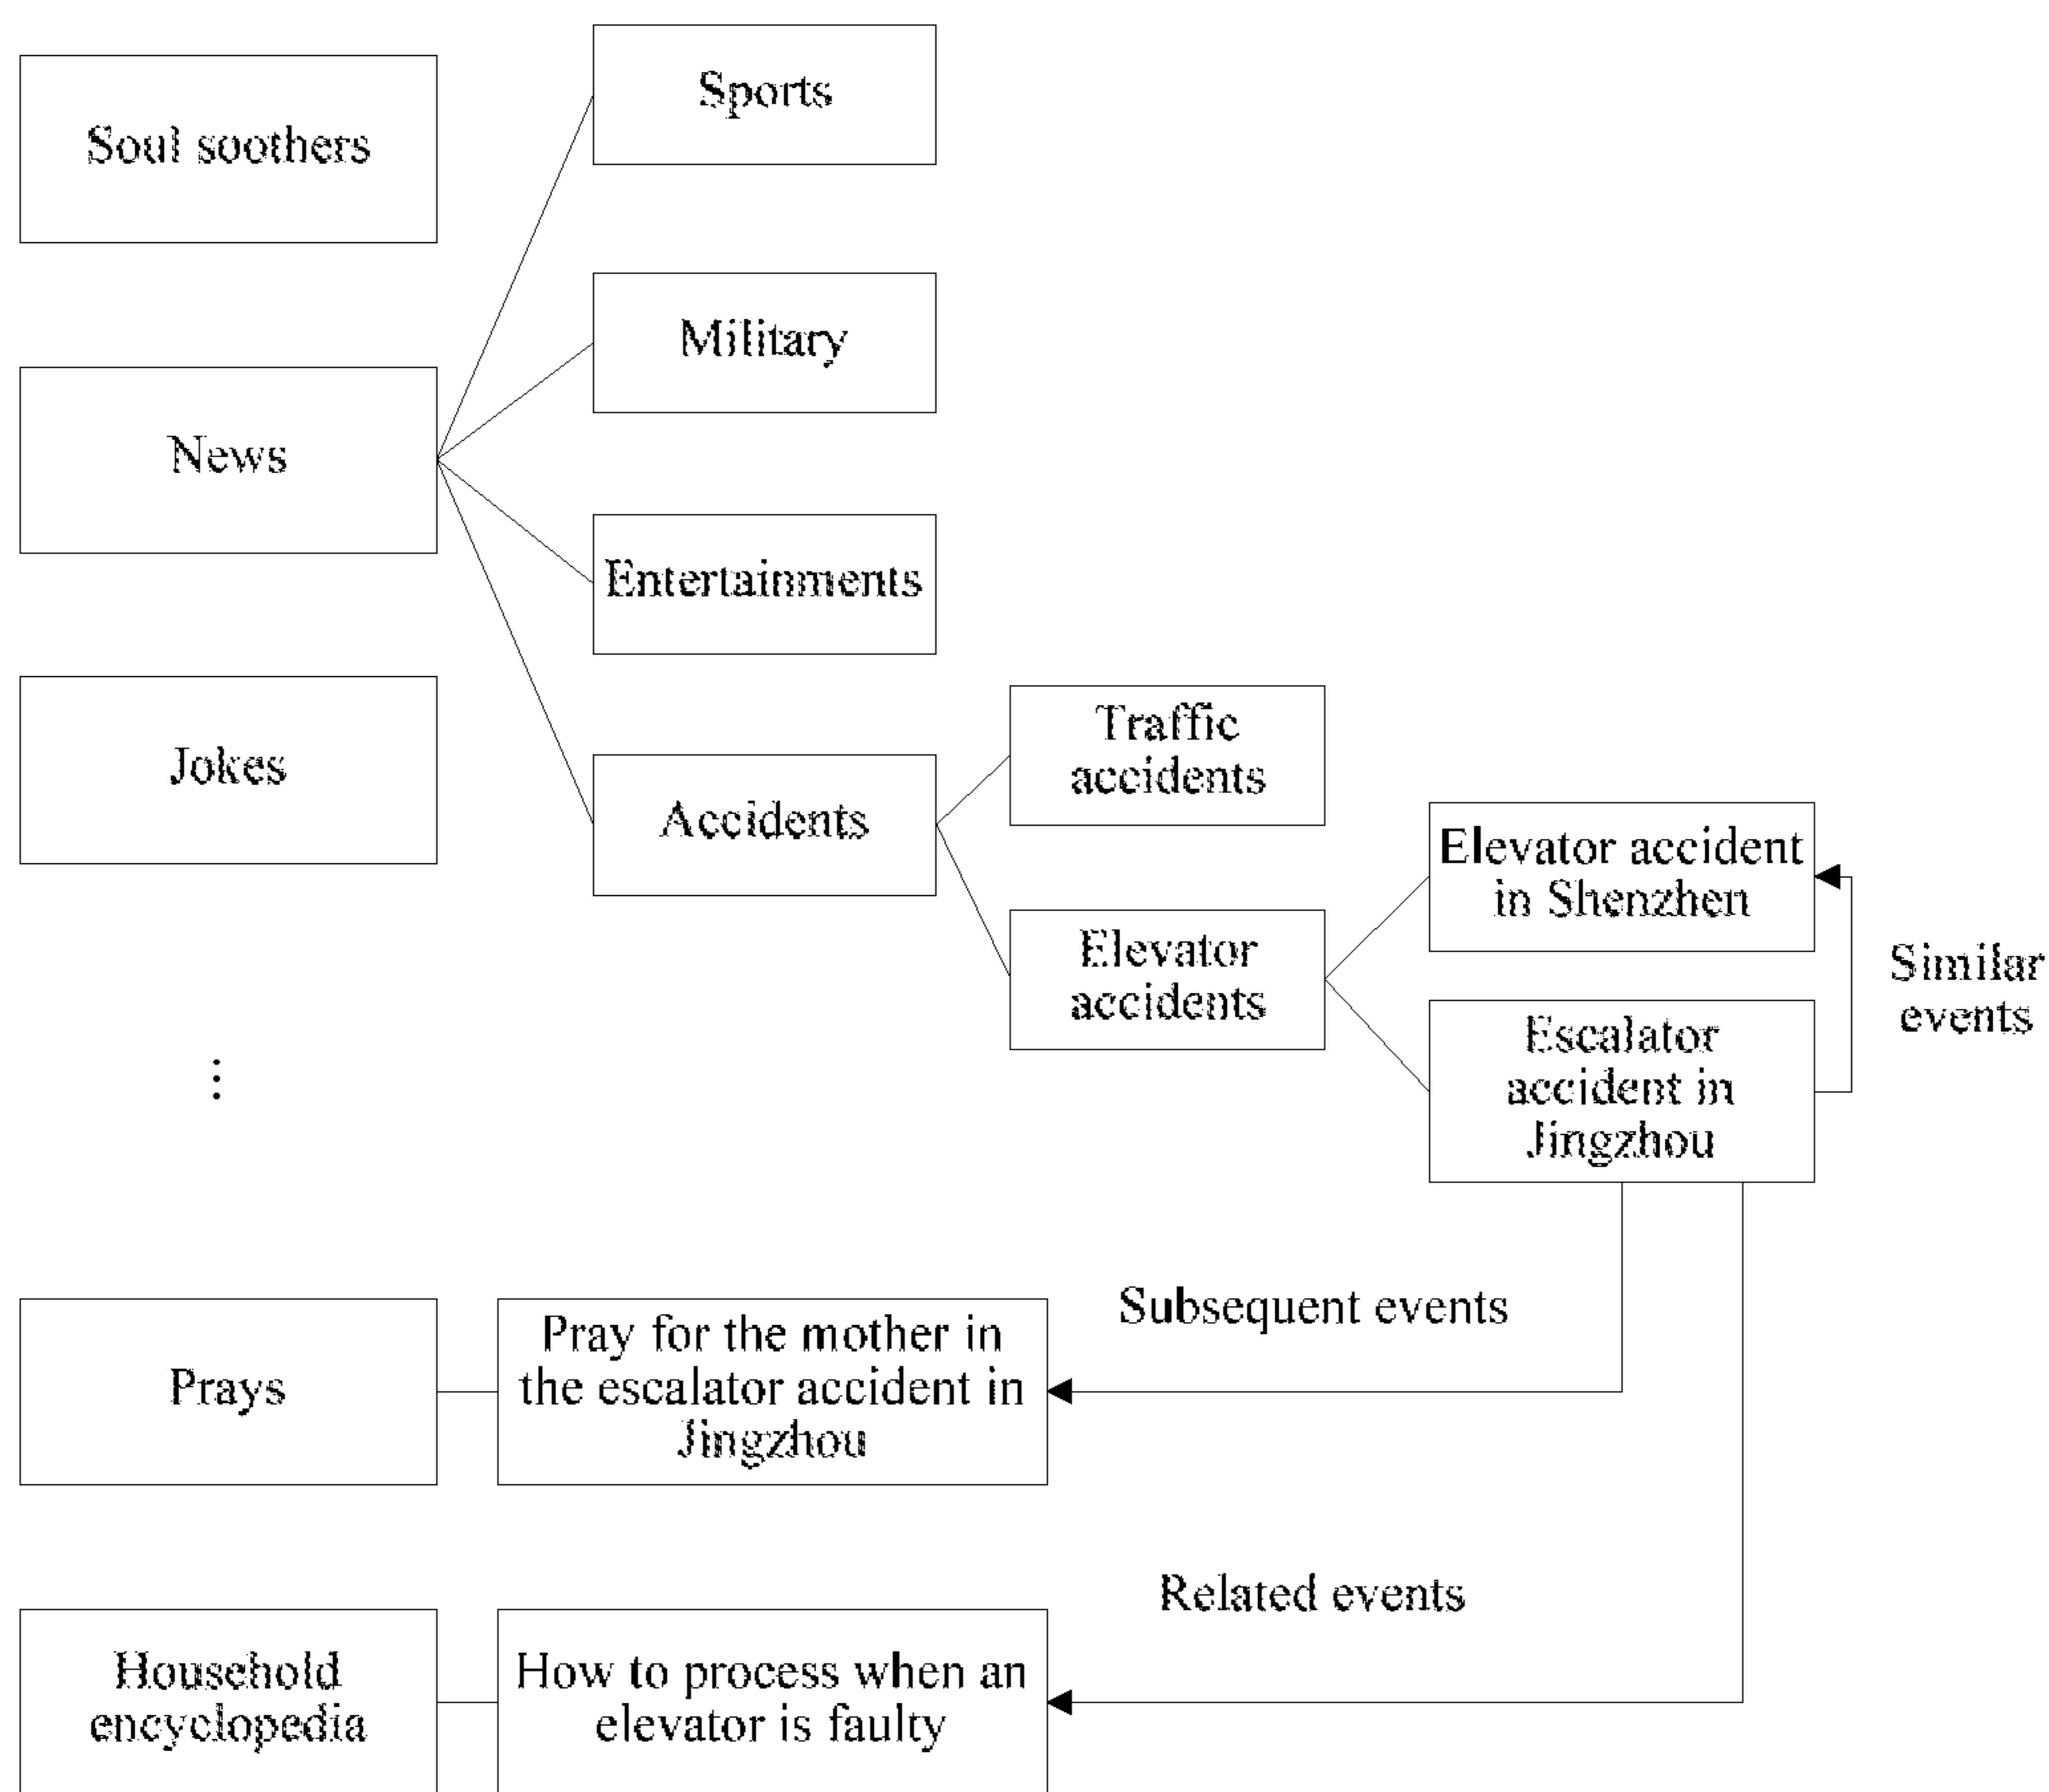 Sports
Soul soothers
Military
News
Entertainments
Traffic
accidents
Jokes
Accidents
Elevator accident
in Shenzhen
Elevator
accidents
Similar
events
Escalator
accident in
Jingzhou
⋮
Subsequent events
Prays
Pray for the mother in
the escalator accident in
Jingzhou
Related events
Household
encyclopedia
How to process when an
elevator is faulty